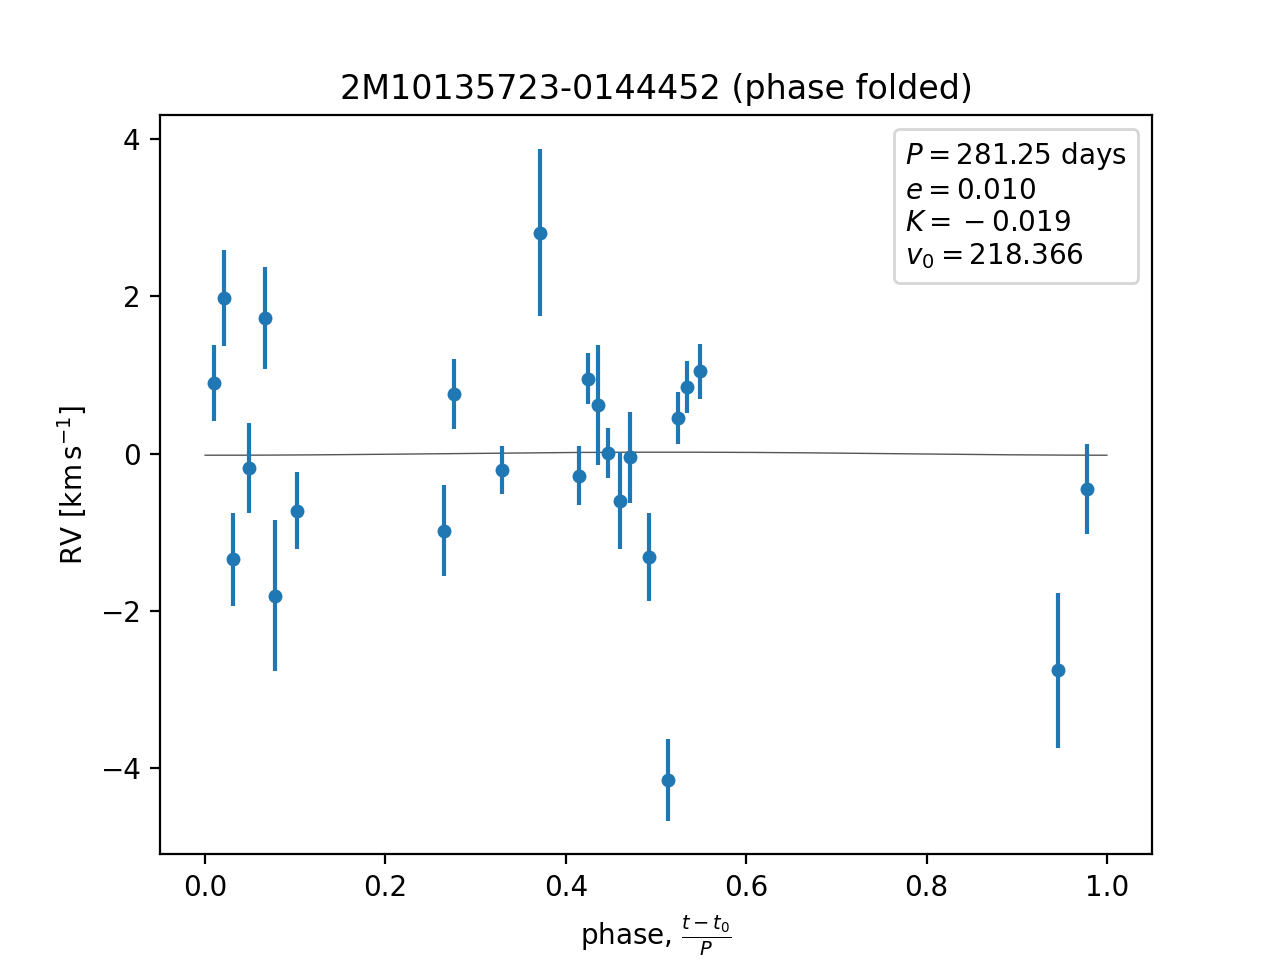 2M10135723-0144452 (phase folded)
P = 281.25 days
e = 0.010
K = −0.019
v₀ = 218.366
RV [km s⁻¹]
4
2
0
−2
−4
0.0 0.2 0.4 0.6 0.8 1.0
phase, (t − t₀)/P